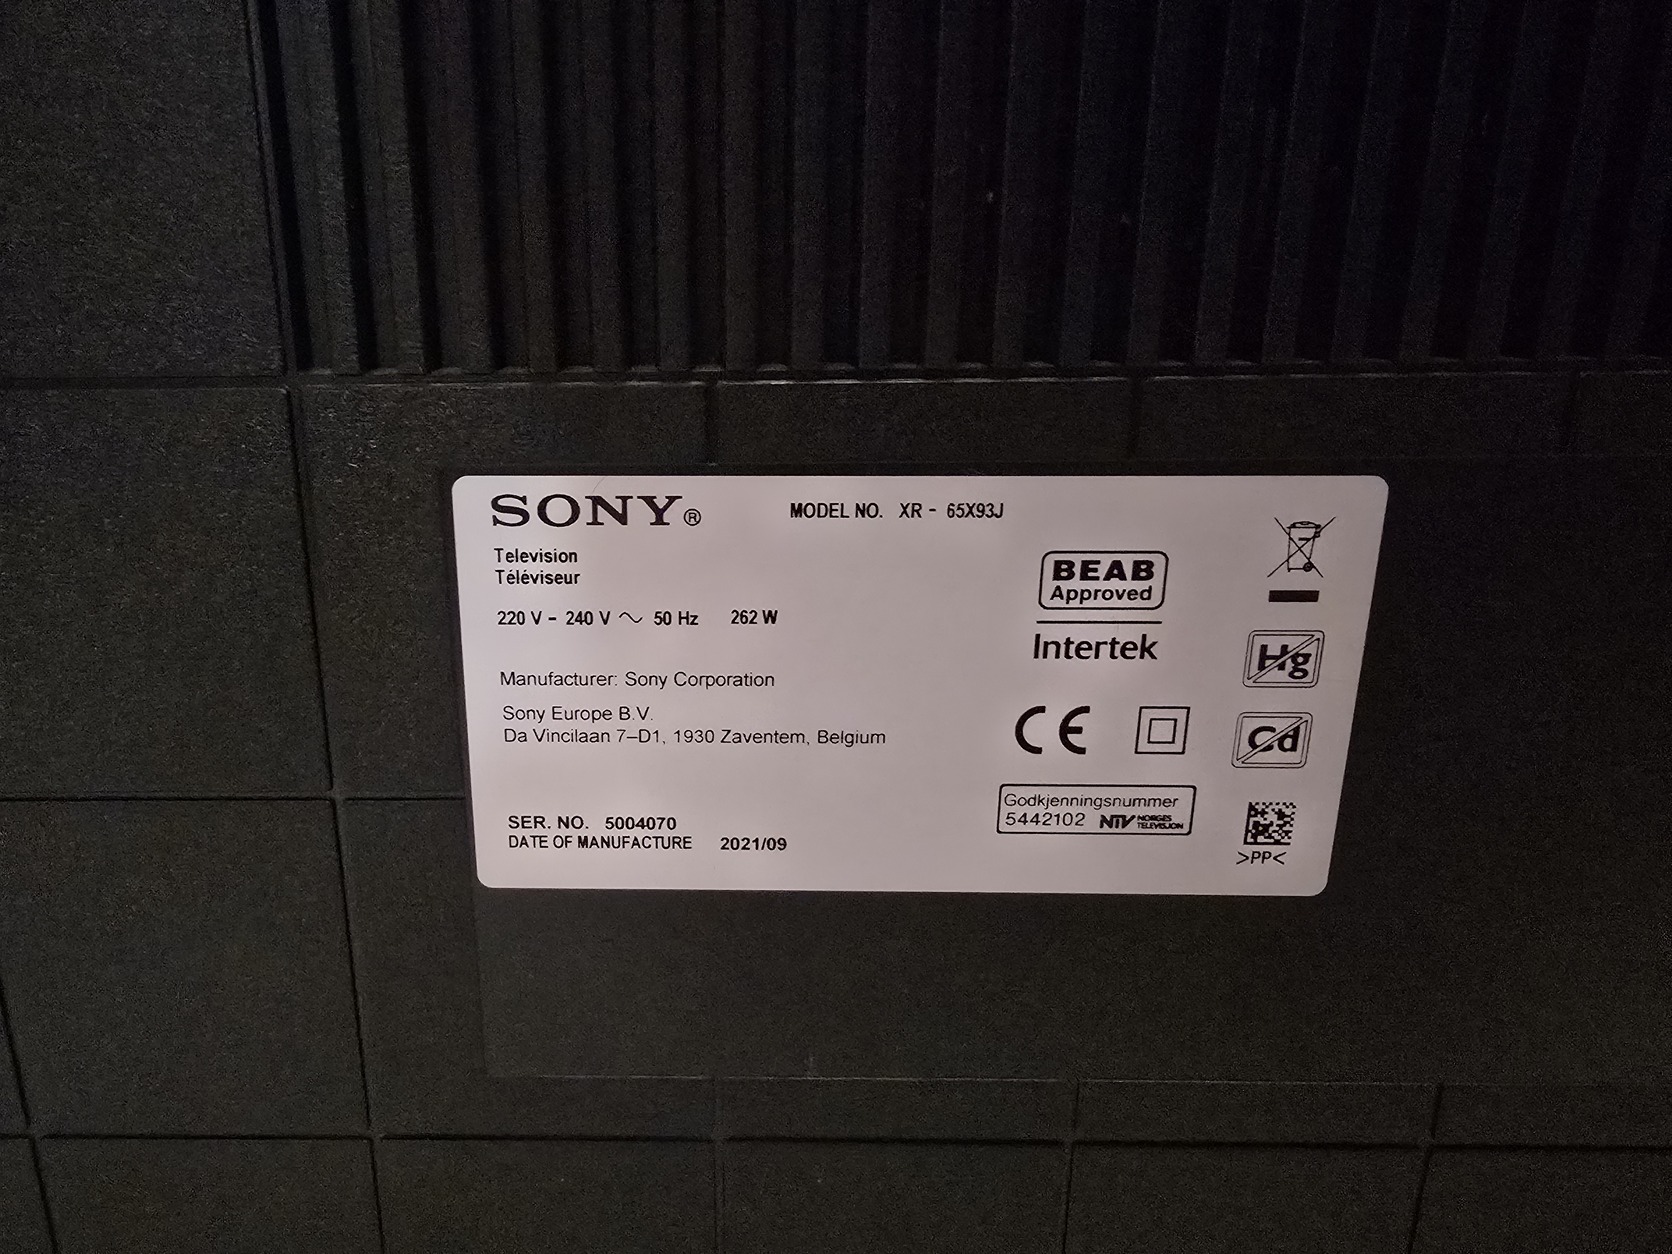 SONY®
MODEL NO. XR - 65X93J
Television
Téléviseur
220 V - 240 V ~ 50 Hz 262 W
Manufacturer: Sony Corporation
Sony Europe B.V.
Da Vincilaan 7–D1, 1930 Zaventem, Belgium
SER. NO. 5004070
DATE OF MANUFACTURE 2021/09
BEAB
Approved
Intertek
CE
Godkjenningsnummer
5442102 NTV NORGES
TELEVISJON
Hg
Cd
>PP<